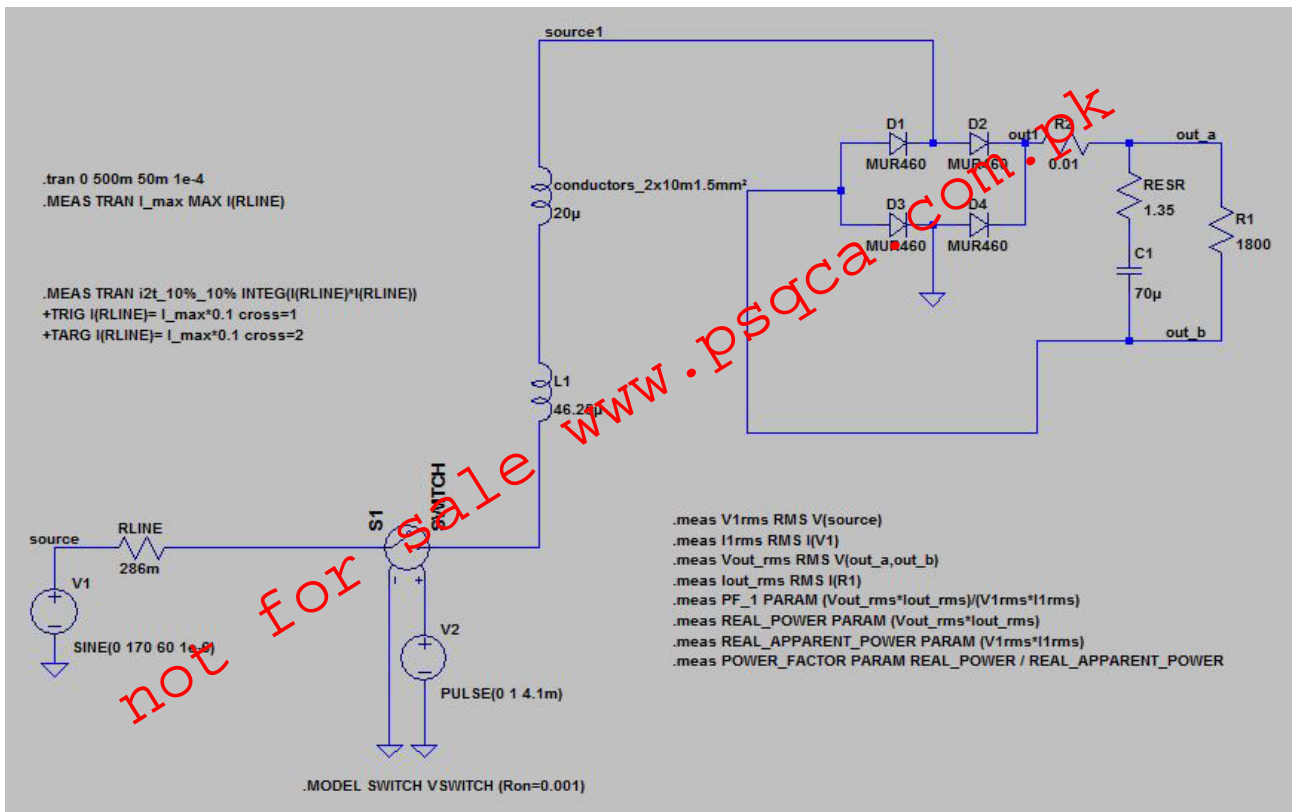 source1
.tran 0 500m 50m 1e-4
.MEAS TRAN I_max MAX I(RLINE)
conductors_2x10m1.5mm²
20µ
D1
MUR460
D2
MUR460
out1
R2
0.01
out_a
RESR
1.35
R1
1800
D3
MUR460
D4
MUR460
C1
70µ
out_b
.MEAS TRAN i2t_10%_10% INTEG(I(RLINE)*I(RLINE))
+TRIG I(RLINE)= I_max*0.1 cross=1
+TARG I(RLINE)= I_max*0.1 cross=2
L1
S1
SWITCH
source
RLINE
286m
V1
SINE(0 170 60
V2
PULSE(0 1 4.1m)
.meas V1rms RMS V(source)
.meas I1rms RMS I(V1)
.meas Vout_rms RMS V(out_a,out_b)
.meas Iout_rms RMS I(R1)
.meas PF_1 PARAM (Vout_rms*Iout_rms)/(V1rms*I1rms)
.meas REAL_POWER PARAM (Vout_rms*Iout_rms)
.meas REAL_APPARENT_POWER PARAM (V1rms*I1rms)
.meas POWER_FACTOR PARAM REAL_POWER / REAL_APPARENT_POWER
.MODEL SWITCH VSWITCH (Ron=0.001)
not for sale www.psqca.com.pk